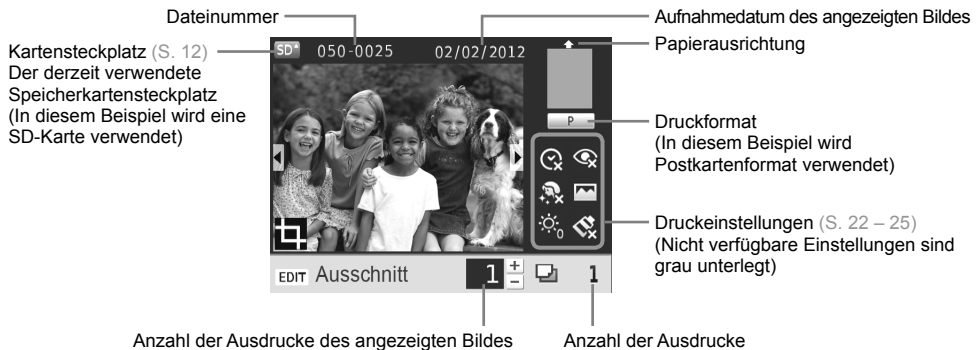 Dateinummer
Aufnahmedatum des angezeigten Bildes
Kartensteckplatz (S. 12)
Der derzeit verwendete
Speicherkartensteckplatz
(In diesem Beispiel wird eine
SD-Karte verwendet)
SD 050-0025 02/02/2012
Papierausrichtung
P
Druckformat
(In diesem Beispiel wird
Postkartenformat verwendet)
0
Druckeinstellungen (S. 22 – 25)
(Nicht verfügbare Einstellungen sind
grau unterlegt)
EDIT Ausschnitt 1 + − 1
Anzahl der Ausdrucke des angezeigten Bildes
Anzahl der Ausdrucke